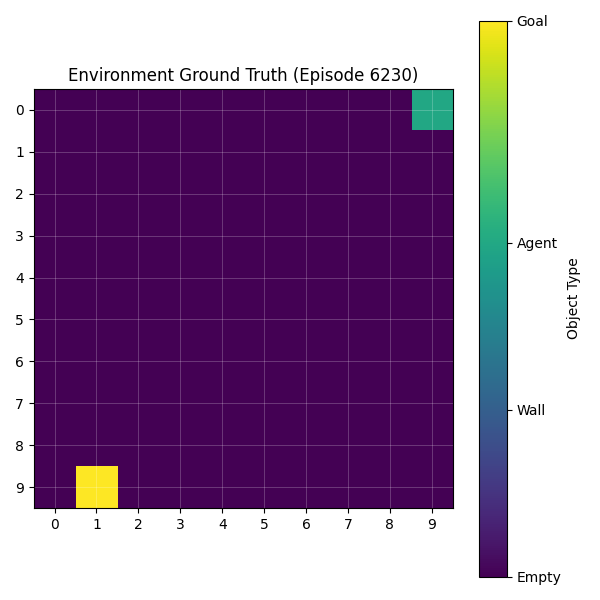 Environment Ground Truth (Episode 6230)
0
1
2
3
4
5
6
7
8
9
0 1 2 3 4 5 6 7 8 9
Goal
Agent
Wall
Empty
Object Type